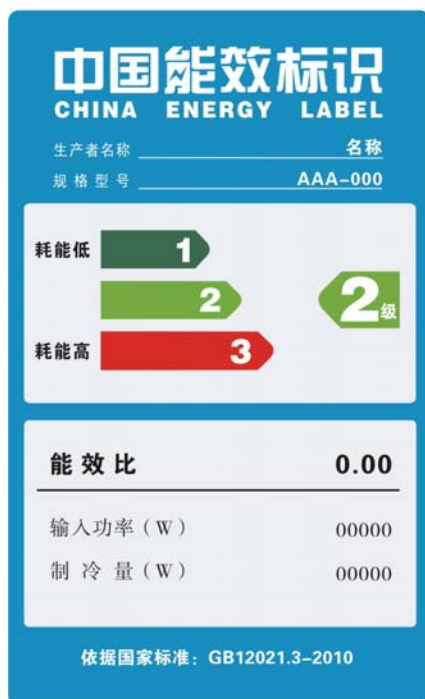 中国能效标识
CHINA ENERGY LABEL
生产者名称 名称
规格型号 AAA-000
耗能低 1
2 2级
耗能高 3
能效比 0.00
输入功率（W） 00000
制冷量（W） 00000
依据国家标准：GB12021.3-2010